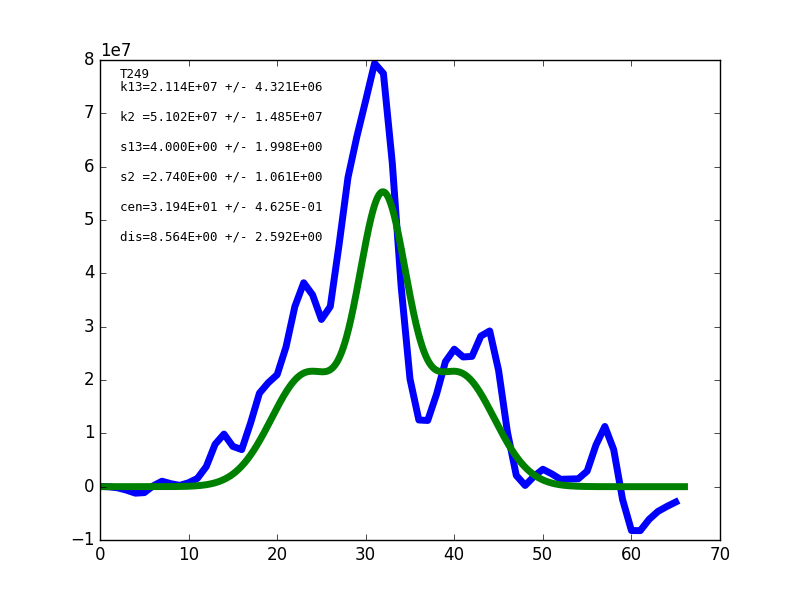 1e7
T249
k13=2.114E+07 +/- 4.321E+06
k2 =5.102E+07 +/- 1.485E+07
s13=4.000E+00 +/- 1.998E+00
s2 =2.740E+00 +/- 1.061E+00
cen=3.194E+01 +/- 4.625E-01
dis=8.564E+00 +/- 2.592E+00
8
7
6
5
4
3
2
1
0
−1
0 10 20 30 40 50 60 70